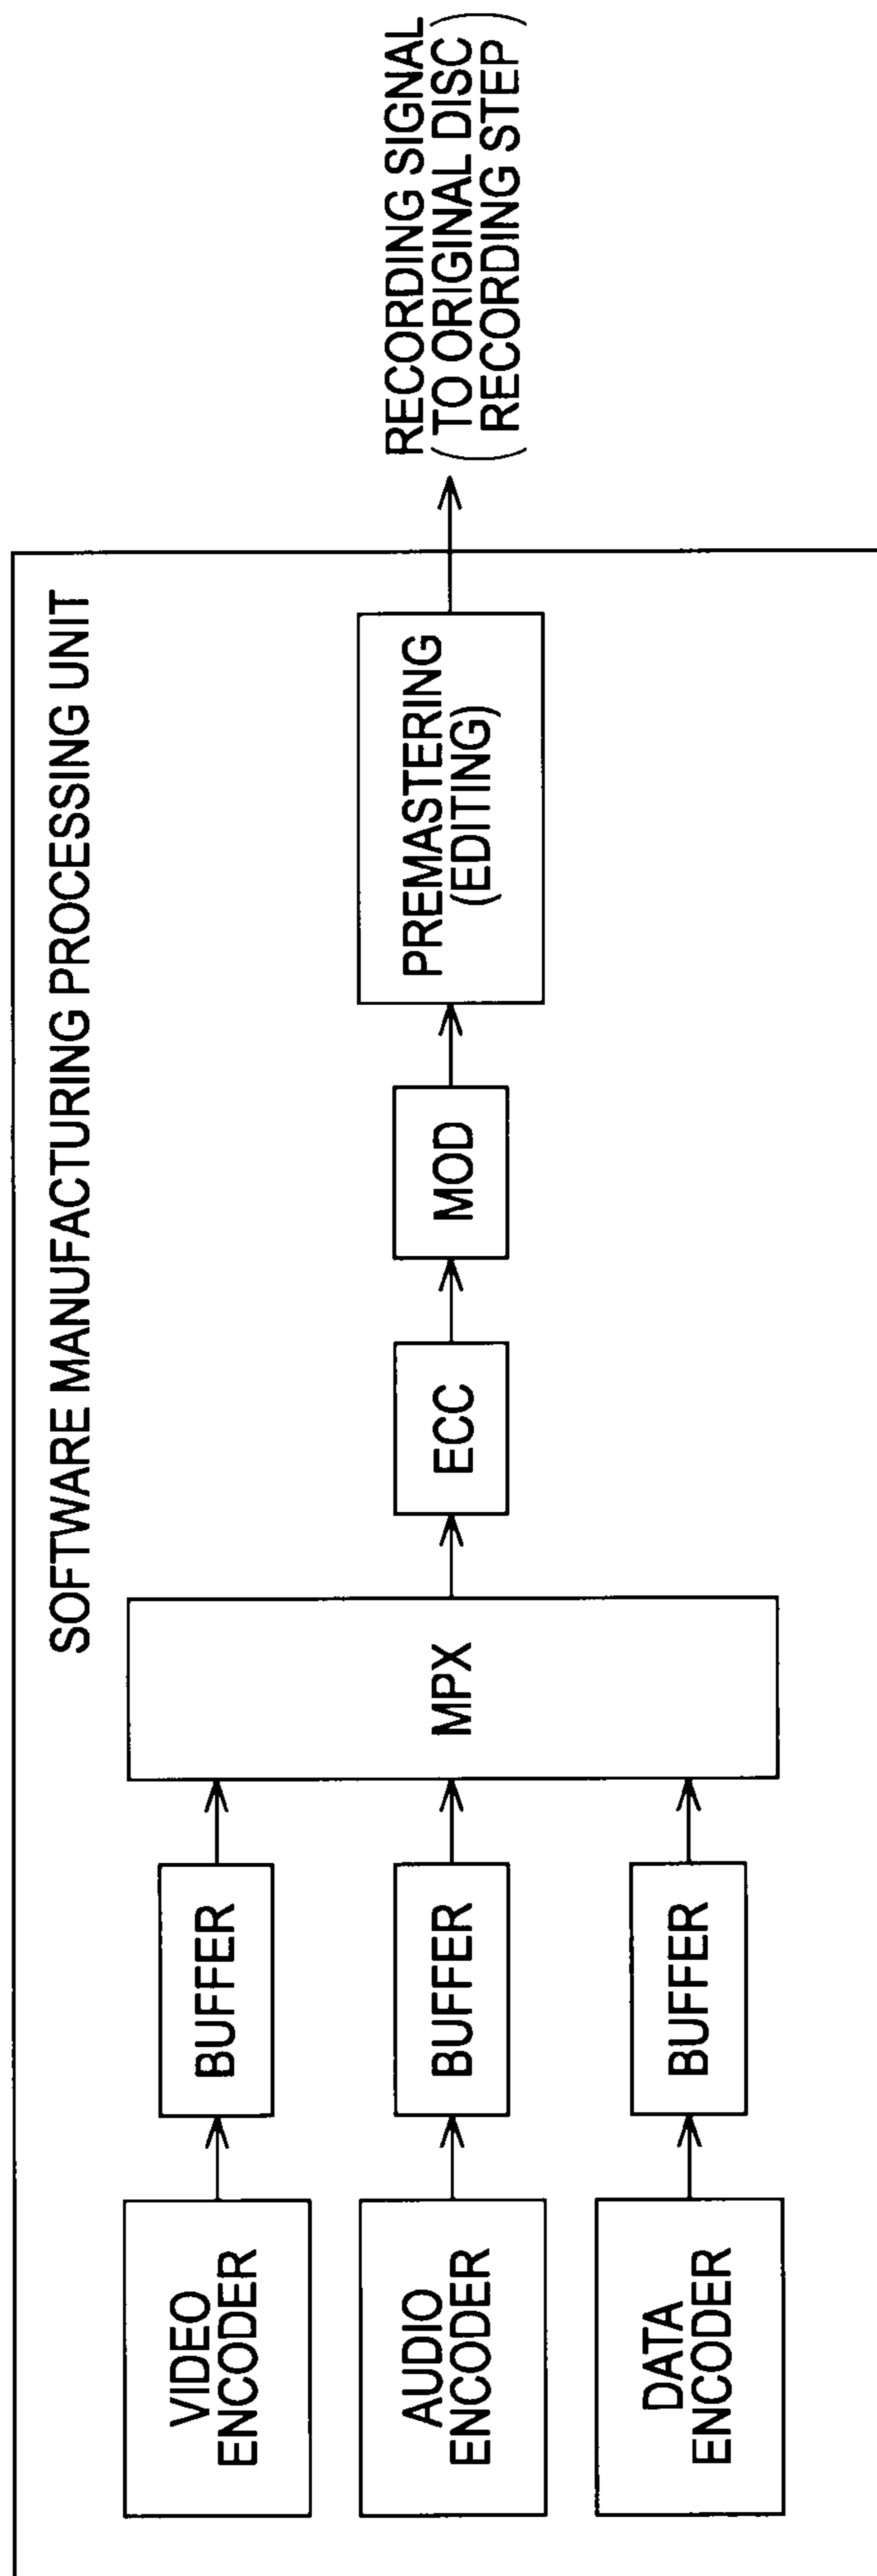 SOFTWARE MANUFACTURING PROCESSING UNIT
VIDEO
ENCODER
BUFFER
AUDIO
ENCODER
BUFFER
DATA
ENCODER
BUFFER
MPX
ECC
MOD
PREMASTERING
(EDITING)
RECORDING SIGNAL
(TO ORIGINAL DISC
RECORDING STEP)